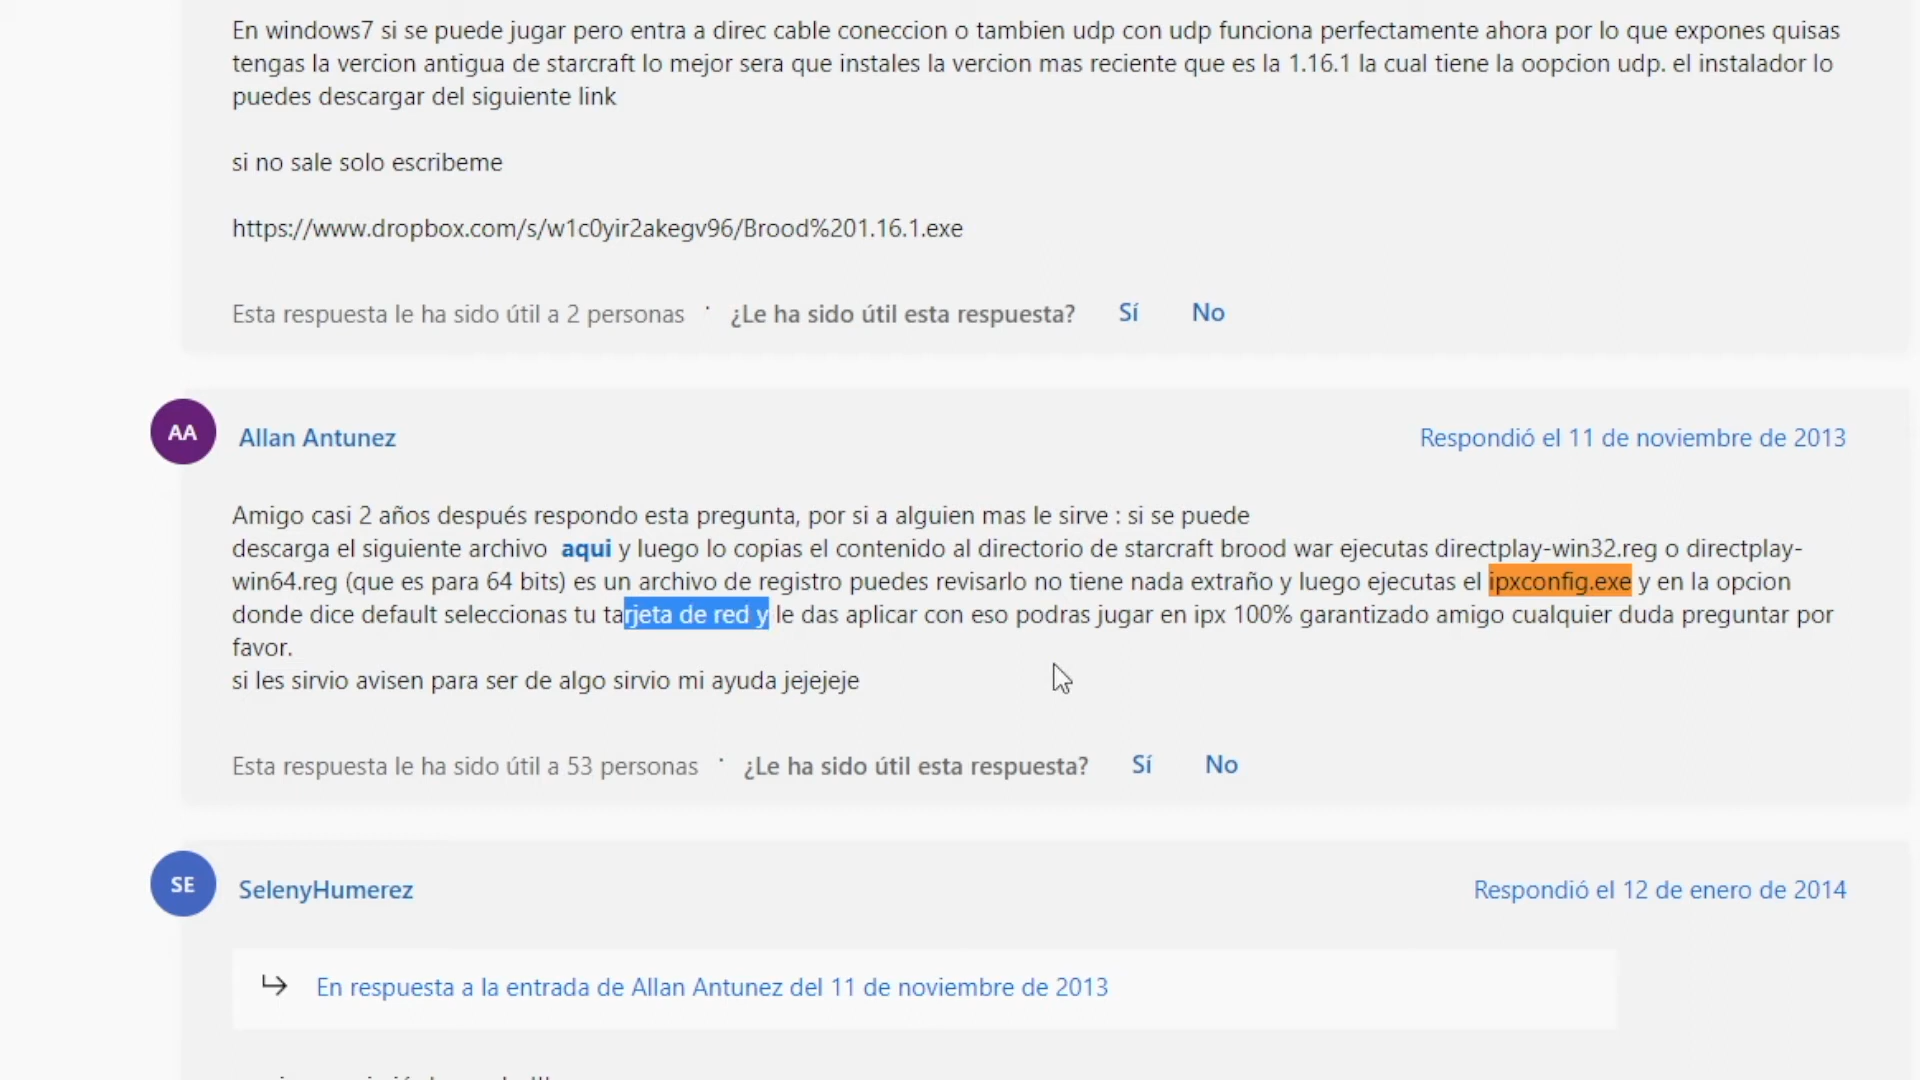 En windows7 si se puede jugar pero entra a direc cable coneccion o tambien udp con udp funciona perfectamente ahora por lo que expones quisas
tengas la vercion antigua de starcraft lo mejor sera que instales la vercion mas reciente que es la 1.16.1 la cual tiene la oopcion udp. el instalador lo
puedes descargar del siguiente link
si no sale solo escribeme
https://www.dropbox.com/s/w1c0yir2akegv96/Brood%201.16.1.exe
Esta respuesta le ha sido útil a 2 personas · ¿Le ha sido útil esta respuesta? Sí No
AA Allan Antunez Respondió el 11 de noviembre de 2013
Amigo casi 2 años después respondo esta pregunta, por si a alguien mas le sirve : si se puede
descarga el siguiente archivo aqui y luego lo copias el contenido al directorio de starcraft brood war ejecutas directplay-win32.reg o directplay-
win64.reg (que es para 64 bits) es un archivo de registro puedes revisarlo no tiene nada extraño y luego ejecutas el ipxconfig.exe y en la opcion
donde dice default seleccionas tu tarjeta de red y le das aplicar con eso podras jugar en ipx 100% garantizado amigo cualquier duda preguntar por
favor.
si les sirvio avisen para ser de algo sirvio mi ayuda jejejeje
Esta respuesta le ha sido útil a 53 personas · ¿Le ha sido útil esta respuesta? Sí No
SE SelenyHumerez Respondió el 12 de enero de 2014
En respuesta a la entrada de Allan Antunez del 11 de noviembre de 2013